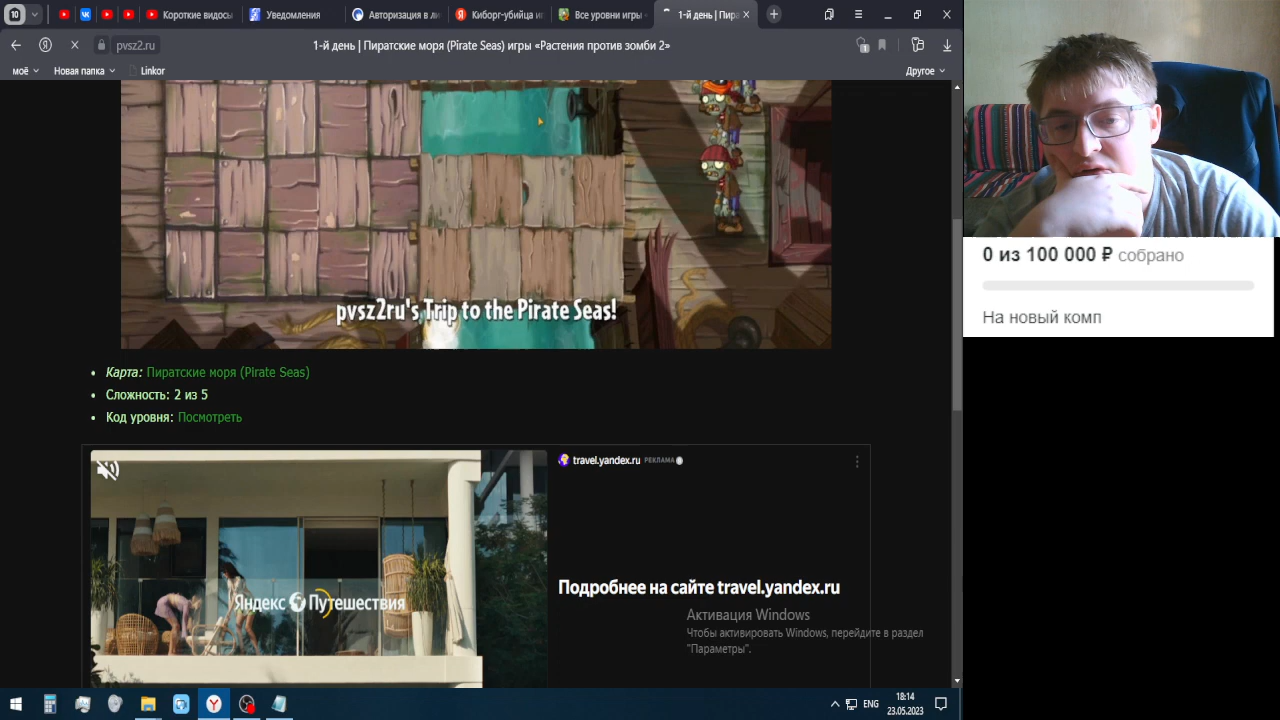 10
Короткие видось
Уведомления
Авторизация в ли
Киборг-убийца иг
Все уровни игры -
1-й день | Пира
pvsz2.ru
1-й день | Пиратские моря (Pirate Seas) игры «Растения против зомби 2»
1
моё
Новая папка
Linkor
Другое
pvsz2ru's Trip to the Pirate Seas!
Карта: Пиратские моря (Pirate Seas)
Сложность: 2 из 5
Код уровня: Посмотреть
travel.yandex.ru РЕКЛАМА
Яндекс Путешествия
Подробнее на сайте travel.yandex.ru
Активация Windows
Чтобы активировать Windows, перейдите в раздел
"Параметры".
0 из 100 000 ₽ собрано
На новый комп
ENG
18:14
23.05.2023